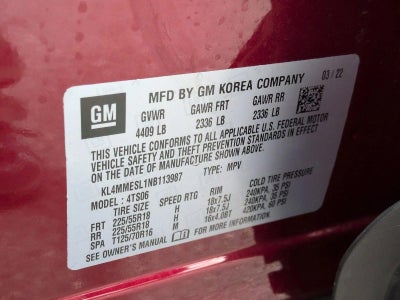 GM
MFD BY GM KOREA COMPANY 03/22
GVWR GAWR FRT GAWR RR
4409 LB 2336 LB 2336 LB
THIS VEHICLE CONFORMS TO ALL APPLICABLE U.S. FEDERAL MOTOR
VEHICLE SAFETY AND THEFT PREVENTION STANDARDS IN EFFECT
ON THE DATE OF MANUFACTURE SHOWN ABOVE.
KL4MMESL1NB113987 TYPE: MPV
MODEL: 4TS06
TIRE SIZE SPEED RTG RIM COLD TIRE PRESSURE
FRT 225/55R18 H 18x7.5J 240KPA, 35 PSI
RR 225/55R18 H 18x7.5J 240KPA, 35 PSI
SPA T125/70R16 M 16x4.0BT 420KPA, 60 PSI
SEE OWNER'S MANUAL FOR ADDITIONAL INFORMATION.